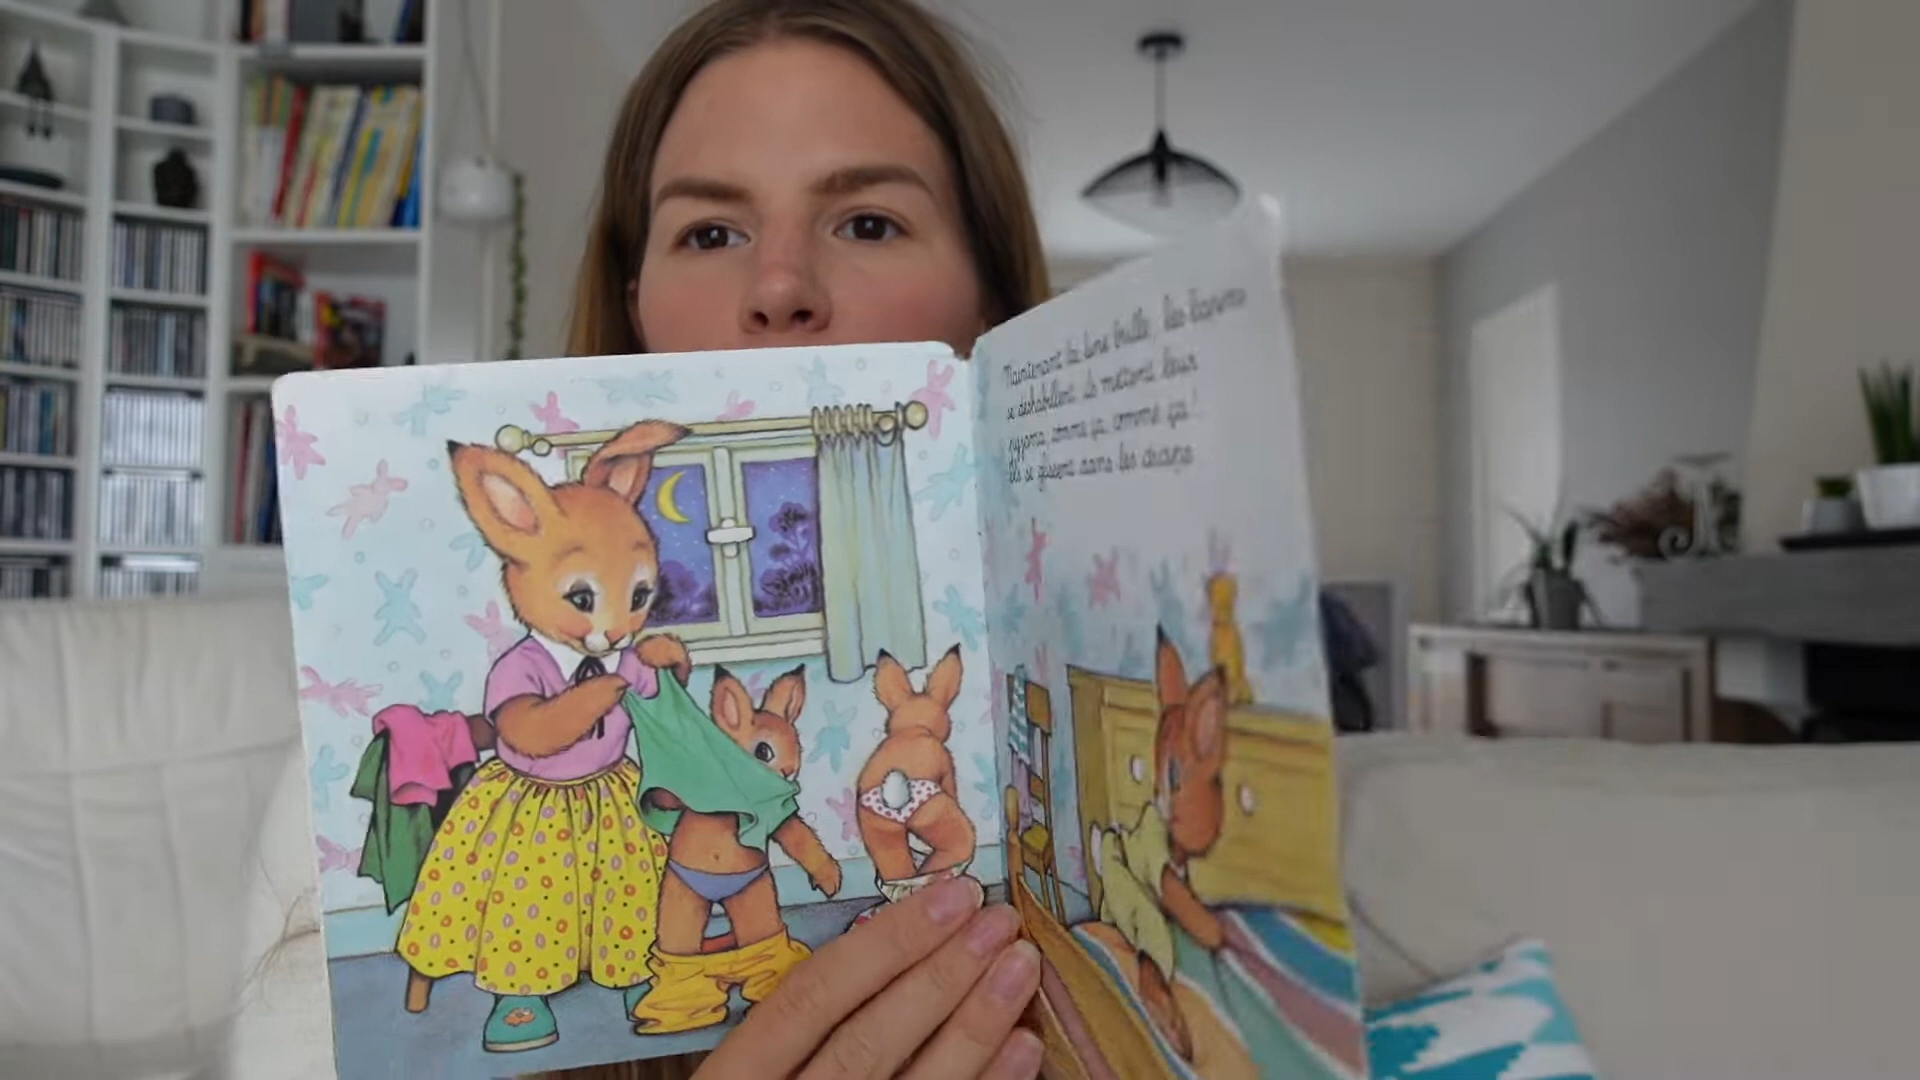 Maintenant la lune brille, les lapins
se déshabillent, ils mettent leur
pyjama, comme ça, comme ça !
Ils se glissent dans les draps